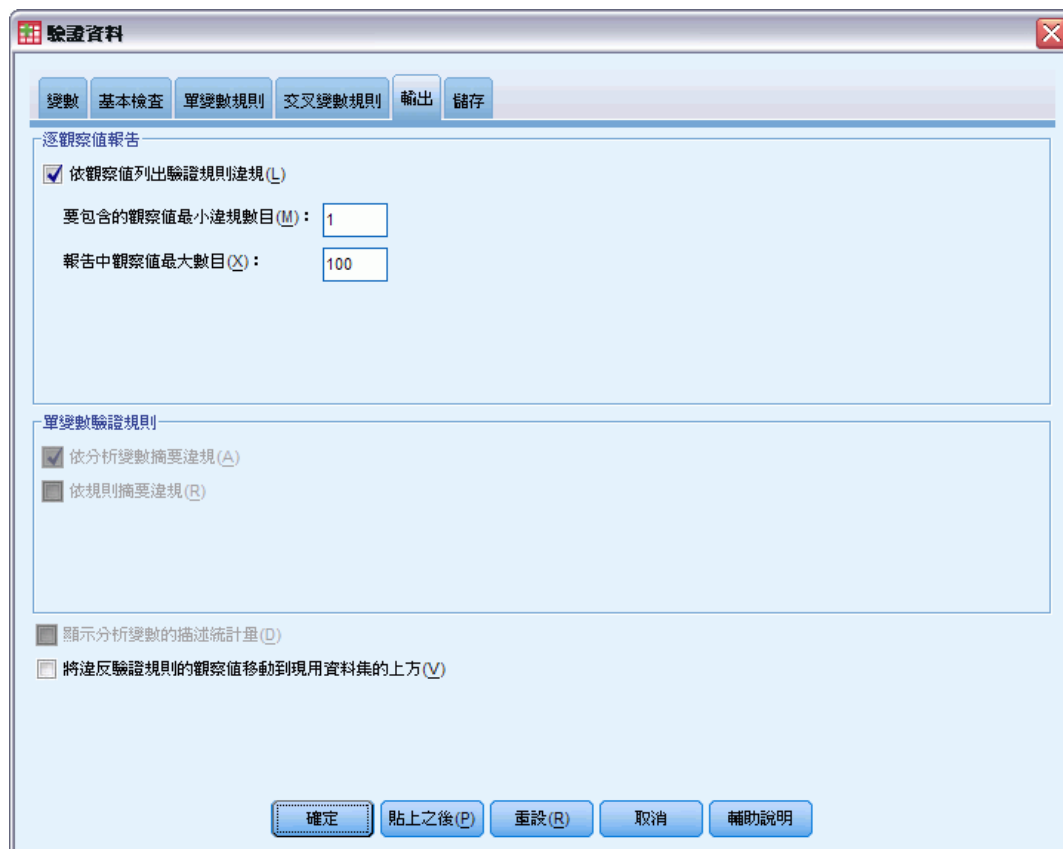 驗證資料
變數 基本檢查 單變數規則 交叉變數規則 輸出 儲存
逐觀察值報告
依觀察值列出驗證規則違規(L)
要包含的觀察值最小違規數目(M)： 1
報告中觀察值最大數目(X)： 100
單變數驗證規則
依分析變數摘要違規(A)
依規則摘要違規(R)
顯示分析變數的描述統計量(D)
將違反驗證規則的觀察值移動到現用資料集的上方(V)
確定 貼上之後(P) 重設(R) 取消 輔助說明